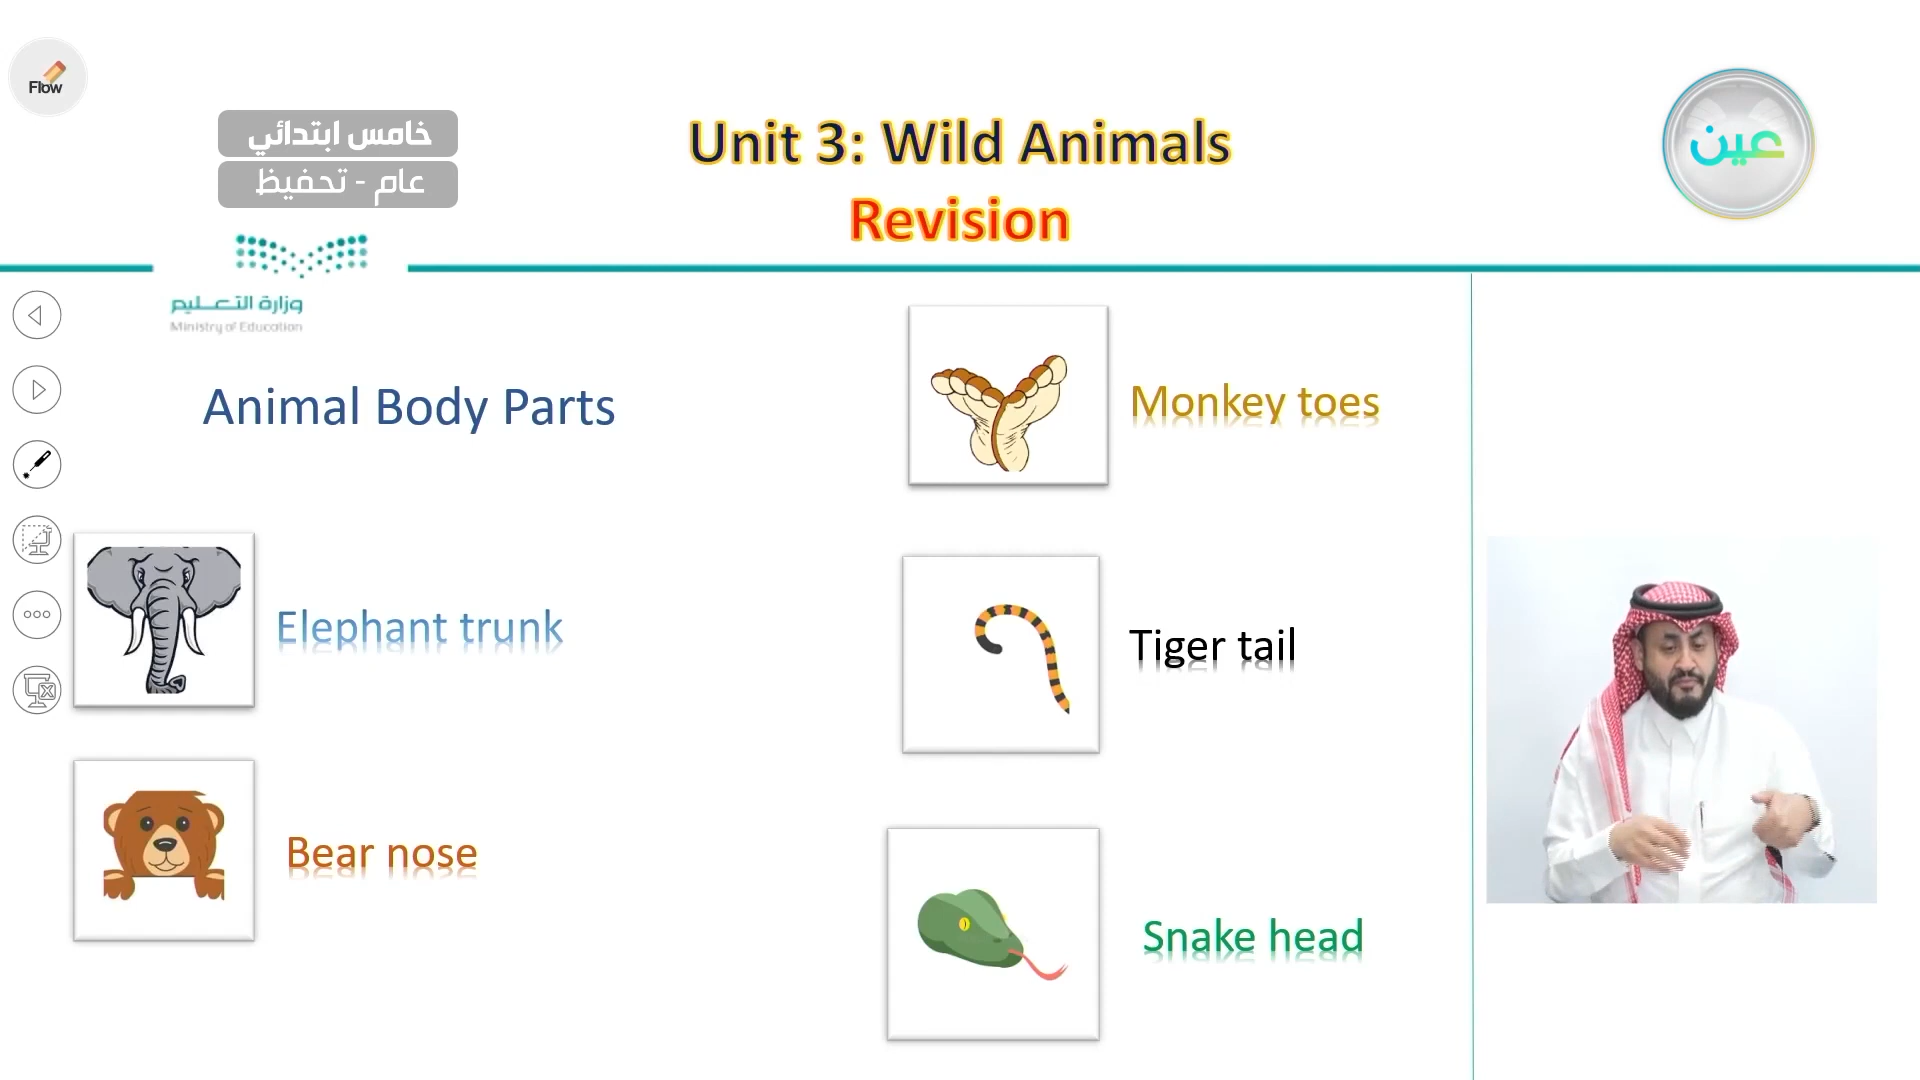 Flow
خامس ابتدائي
عام - تحفيظ
Unit 3: Wild Animals
Revision
عين
وزارة التعليم
Ministry of Education
Animal Body Parts
Monkey toes
Elephant trunk
Tiger tail
Bear nose
Snake head